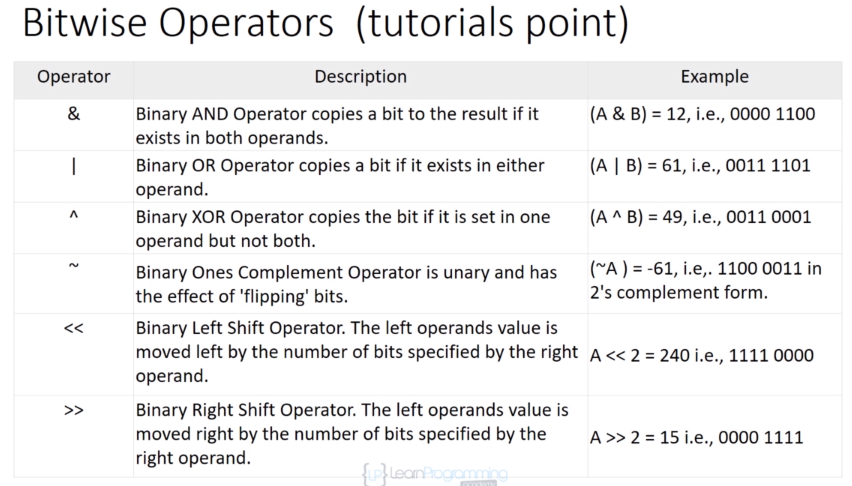 Bitwise Operators (tutorials point)
Operator Description Example
& Binary AND Operator copies a bit to the result if it (A & B) = 12, i.e., 0000 1100
exists in both operands.
| Binary OR Operator copies a bit if it exists in either (A | B) = 61, i.e., 0011 1101
operand.
^ Binary XOR Operator copies the bit if it is set in one (A ^ B) = 49, i.e., 0011 0001
operand but not both.
~ Binary Ones Complement Operator is unary and has (~A ) = -61, i.e,. 1100 0011 in
the effect of 'flipping' bits. 2's complement form.
<< Binary Left Shift Operator. The left operands value is
moved left by the number of bits specified by the right A << 2 = 240 i.e., 1111 0000
operand.
>> Binary Right Shift Operator. The left operands value is
moved right by the number of bits specified by the A >> 2 = 15 i.e., 0000 1111
right operand.
{LP} LearnProgramming